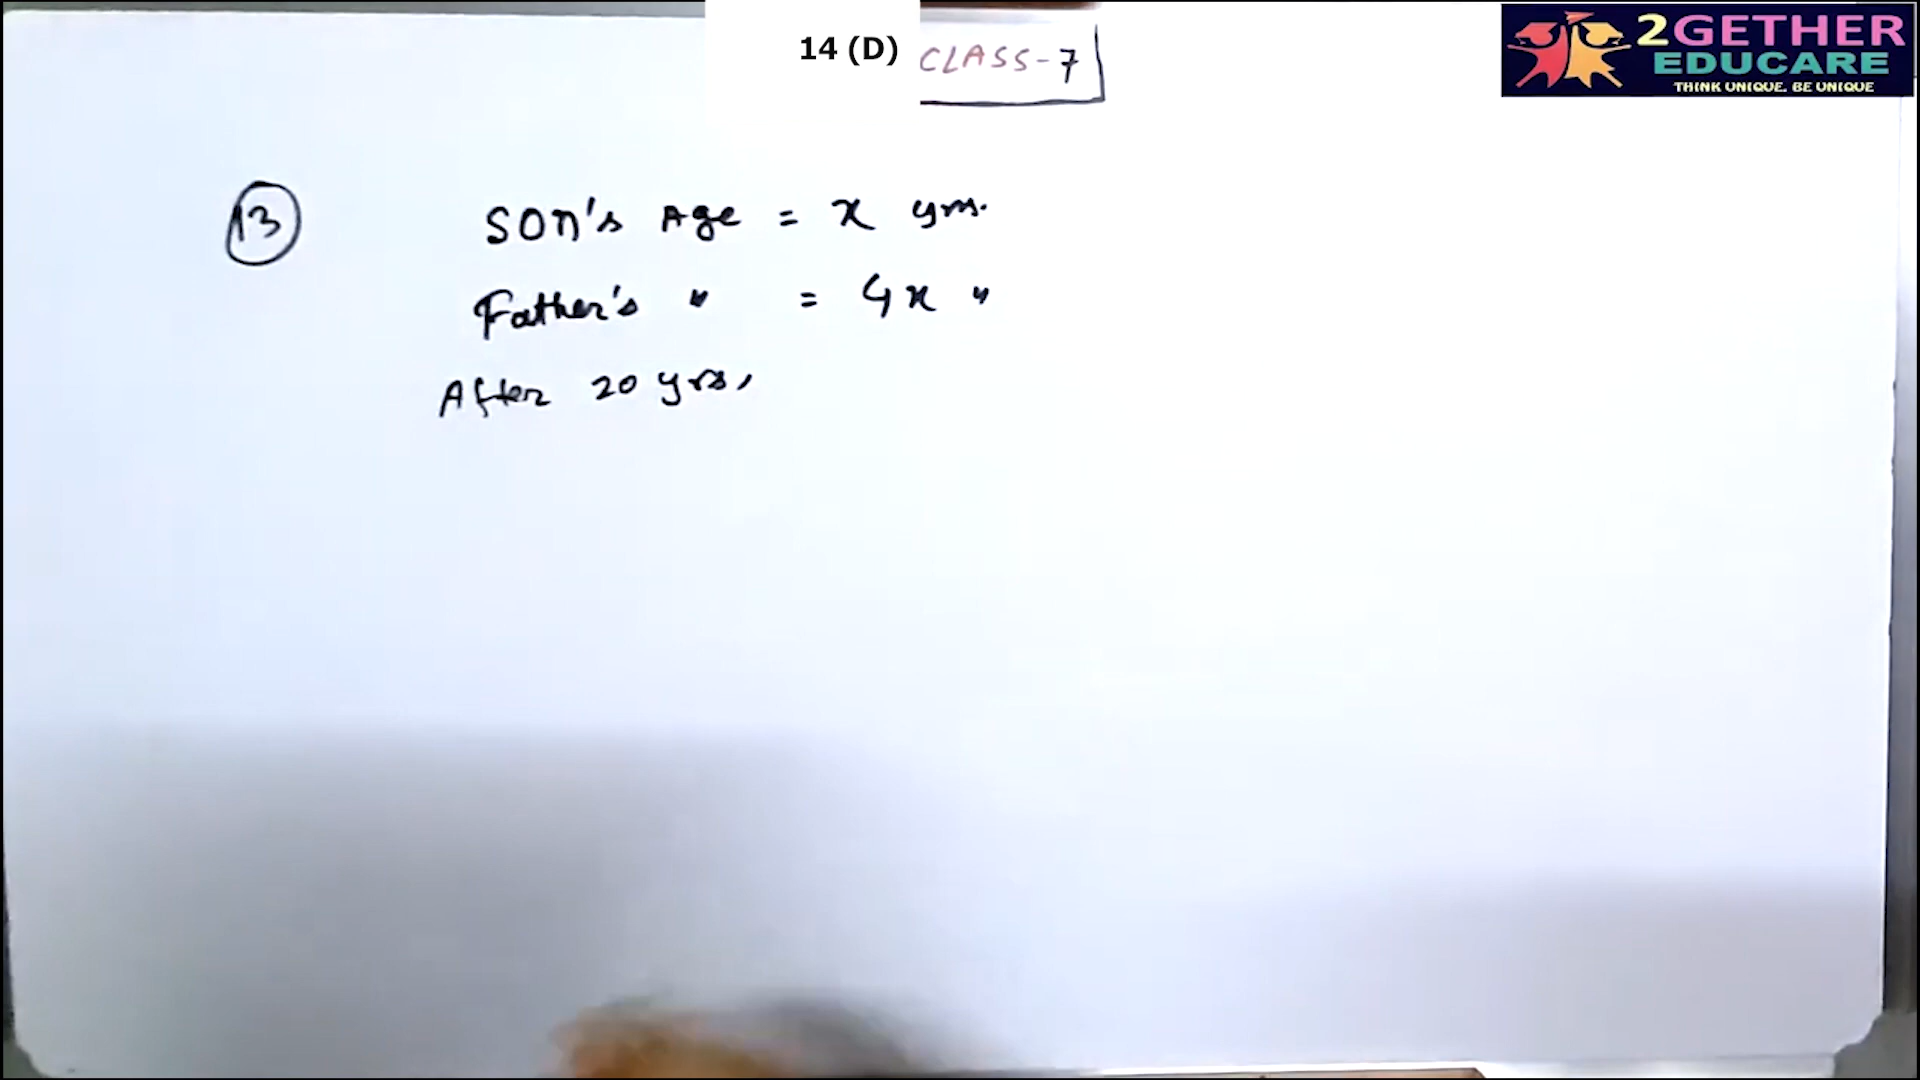 14 (D) CLASS-7
2GETHER
EDUCARE
THINK UNIQUE. BE UNIQUE
13 SON's Age = x yrs.
Father's " = 4x "
After 20 yrs,